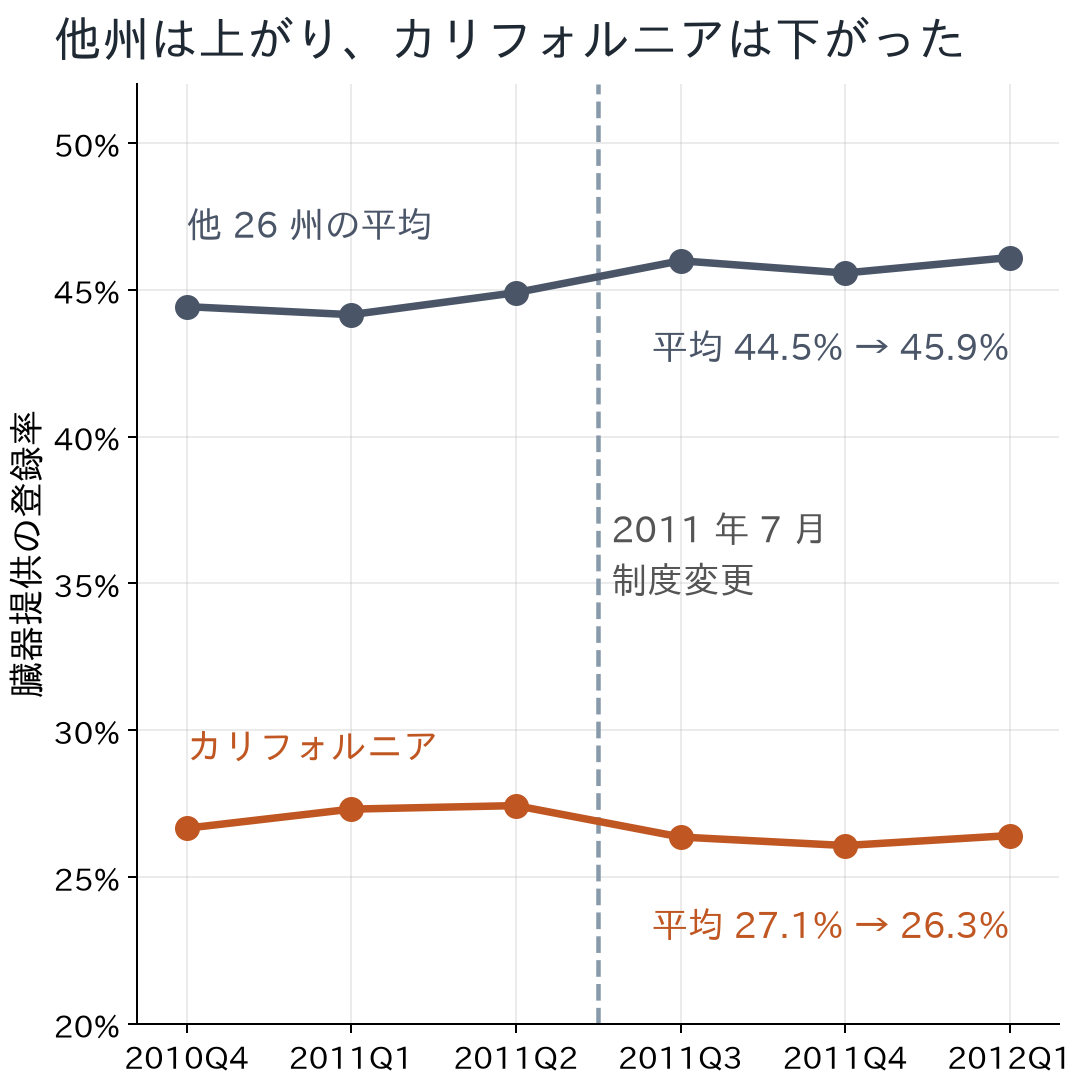 他州は上がり、カリフォルニアは下がった
臓器提供の登録率
50%
45%
40%
35%
30%
25%
20%
他 26 州の平均
平均 44.5% → 45.9%
2011 年 7 月
制度変更
カリフォルニア
平均 27.1% → 26.3%
2010Q4 2011Q1 2011Q2 2011Q3 2011Q4 2012Q1